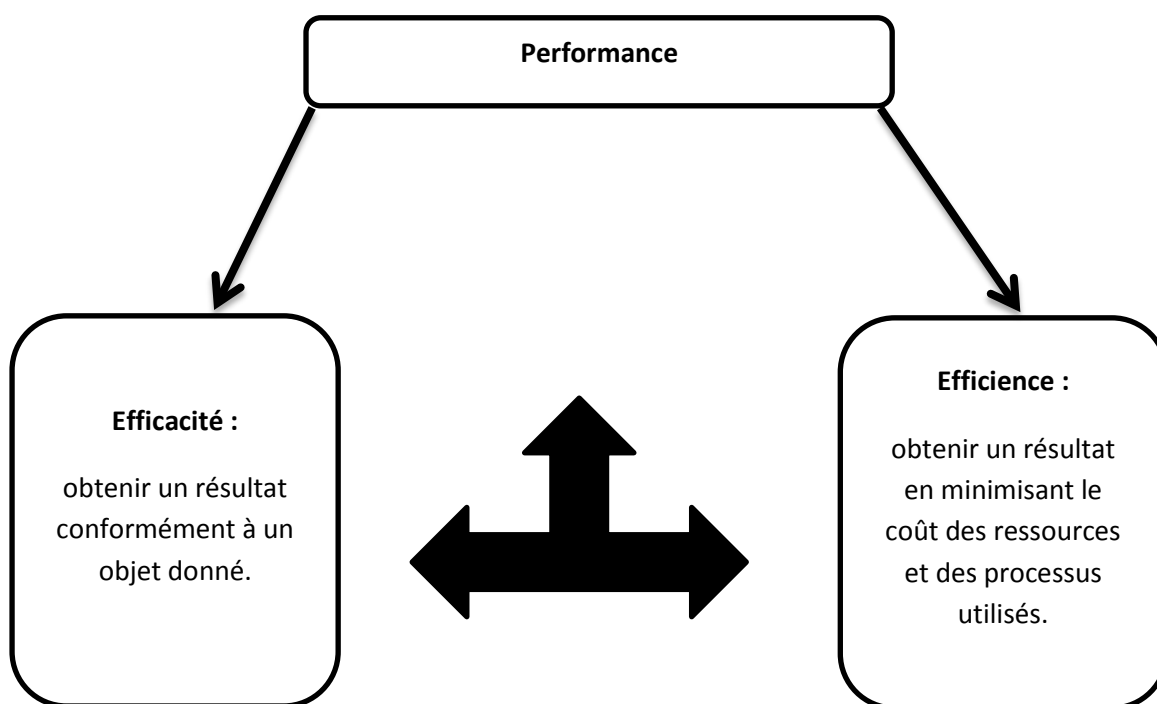 Performance
Efficacité :
obtenir un résultat
conformément à un
objet donné.
Efficience :
obtenir un résultat
en minimisant le
coût des ressources
et des processus
utilisés.